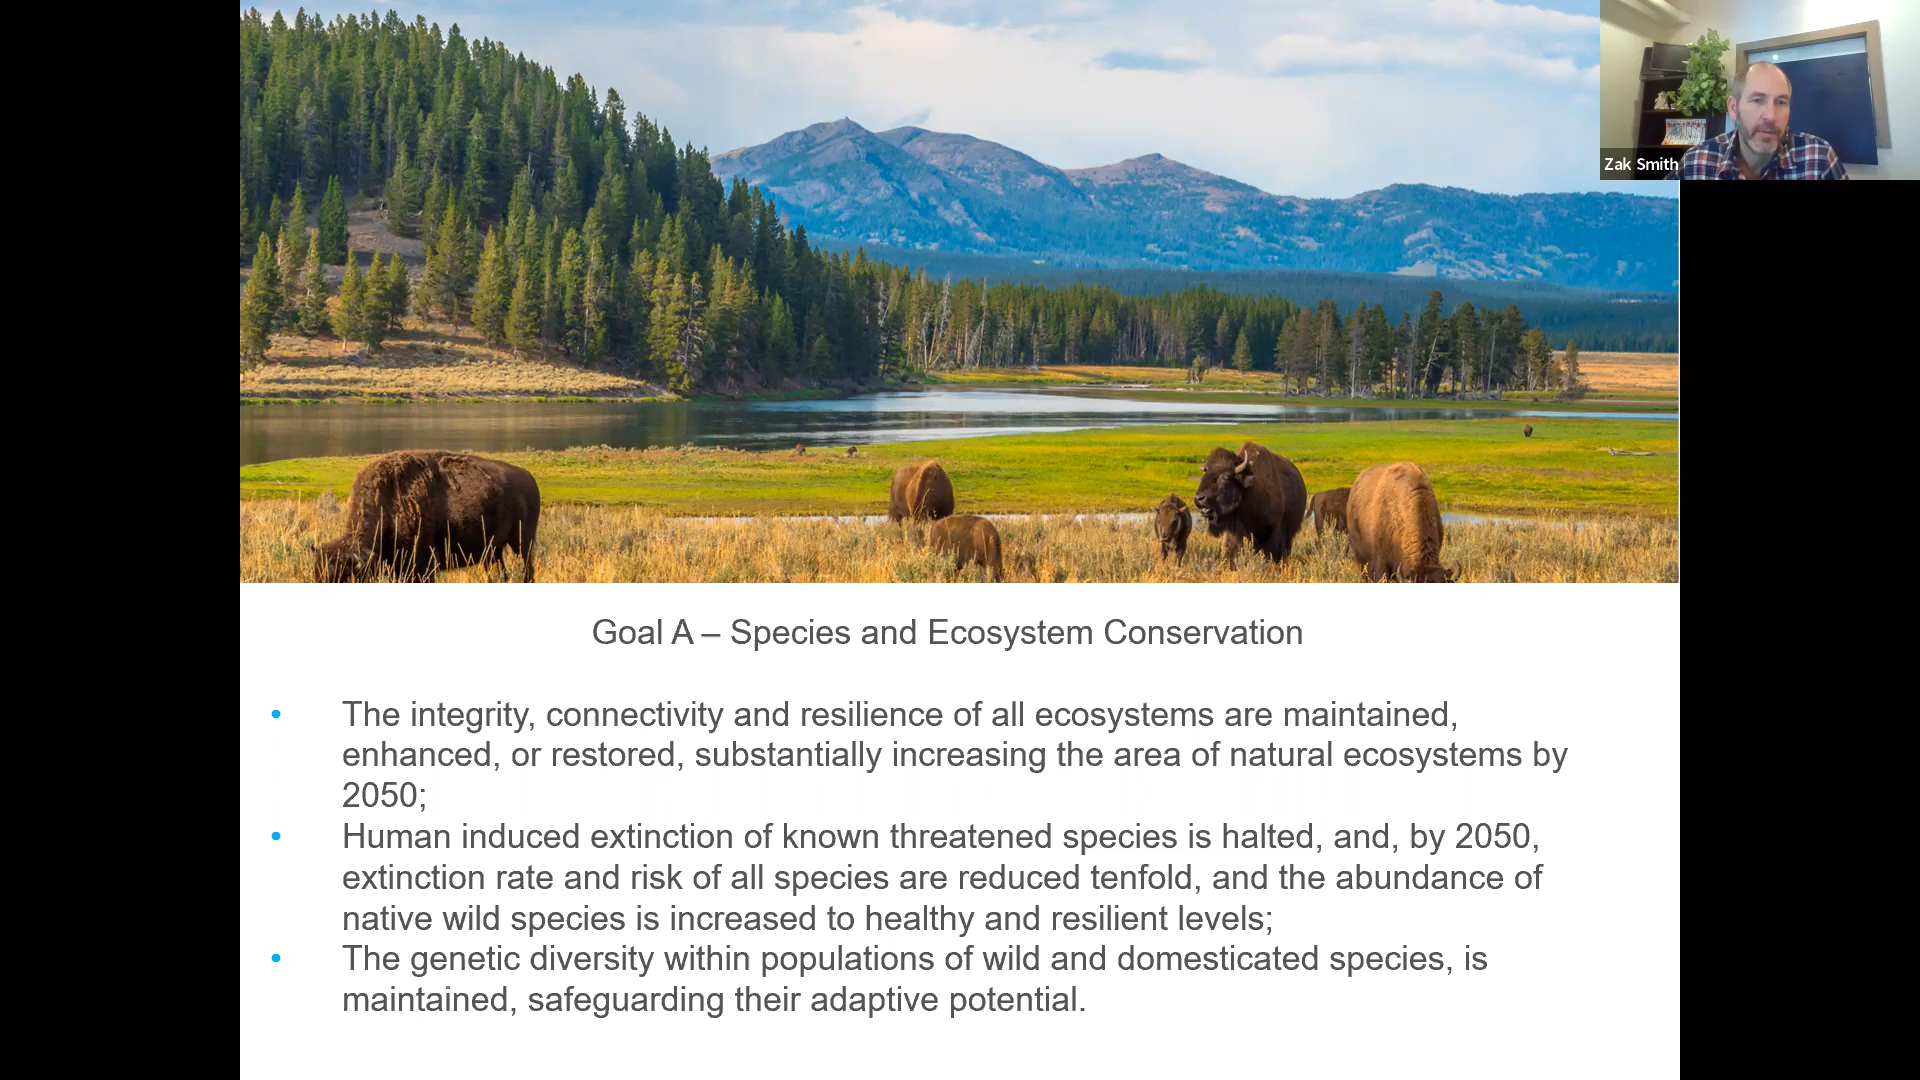 Zak Smith
Goal A – Species and Ecosystem Conservation
• The integrity, connectivity and resilience of all ecosystems are maintained,
enhanced, or restored, substantially increasing the area of natural ecosystems by
2050;
• Human induced extinction of known threatened species is halted, and, by 2050,
extinction rate and risk of all species are reduced tenfold, and the abundance of
native wild species is increased to healthy and resilient levels;
• The genetic diversity within populations of wild and domesticated species, is
maintained, safeguarding their adaptive potential.